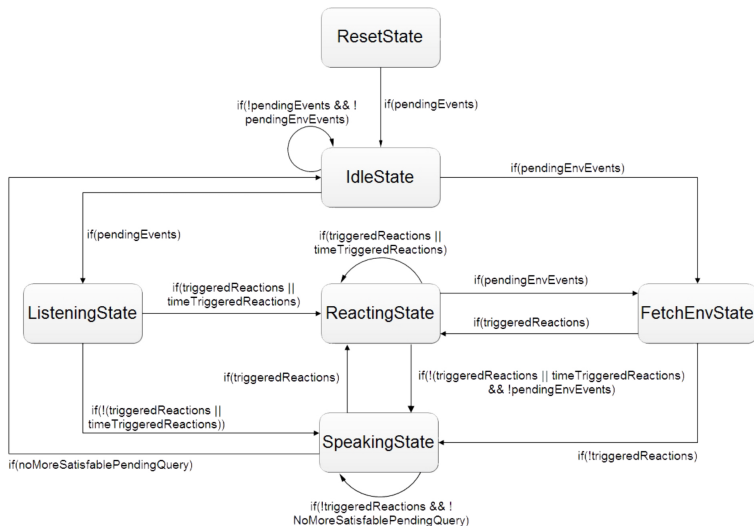 ResetState
if(pendingEvents)
if(!pendingEvents && !
pendingEnvEvents)
IdleState
if(pendingEnvEvents)
if(pendingEvents)
if(triggeredReactions ||
timeTriggeredReactions)
if(triggeredReactions ||
timeTriggeredReactions)
if(pendingEnvEvents)
ListeningState
ReactingState
FetchEnvState
if(triggeredReactions)
if(triggeredReactions)
if(!(triggeredReactions || timeTriggeredReactions)
&& !pendingEnvEvents)
if(!(triggeredReactions ||
timeTriggeredReactions))
SpeakingState
if(noMoreSatisfablePendingQuery)
if(!triggeredReactions)
if(!triggeredReactions && !
NoMoreSatisfablePendingQuery)